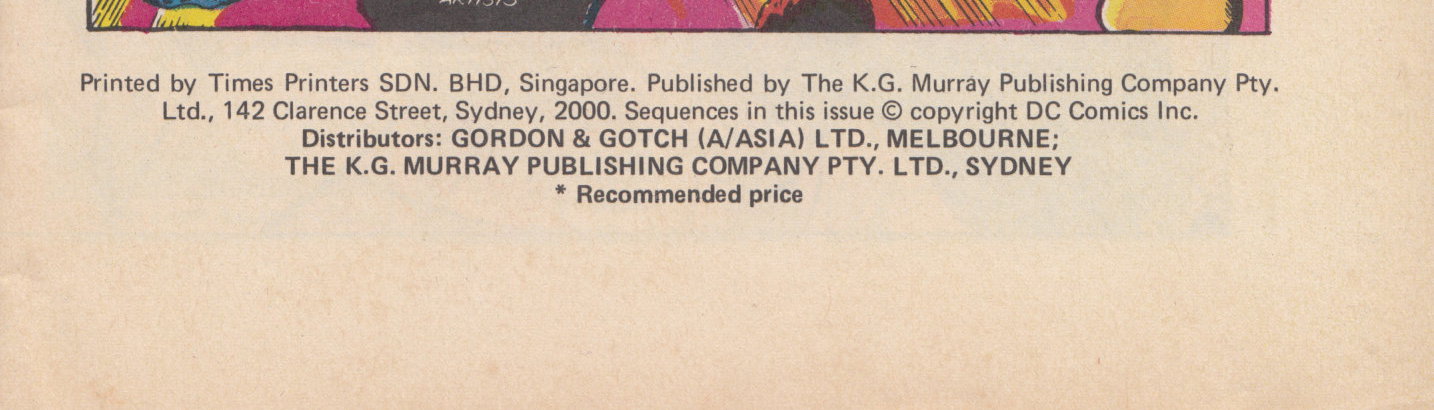 ARTISTS
Printed by Times Printers SDN. BHD, Singapore. Published by The K.G. Murray Publishing Company Pty.
Ltd., 142 Clarence Street, Sydney, 2000. Sequences in this issue © copyright DC Comics Inc.
Distributors: GORDON & GOTCH (A/ASIA) LTD., MELBOURNE;
THE K.G. MURRAY PUBLISHING COMPANY PTY. LTD., SYDNEY
* Recommended price